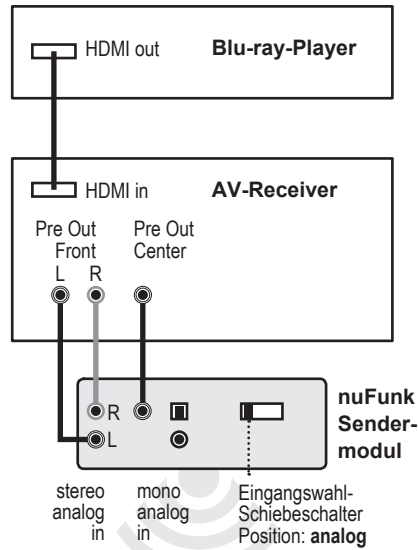 HDMI out
Blu-ray-Player
HDMI in
AV-Receiver
Pre Out
Front
L R
Pre Out
Center
R
L
nuFunk
Sender-
modul
stereo
analog
in
mono
analog
in
Eingangswahl-
Schiebeschalter
Position: analog